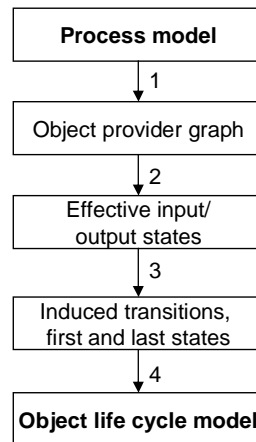 Process model
1
Object provider graph
2
Effective input/
output states
3
Induced transitions,
first and last states
4
Object life cycle model